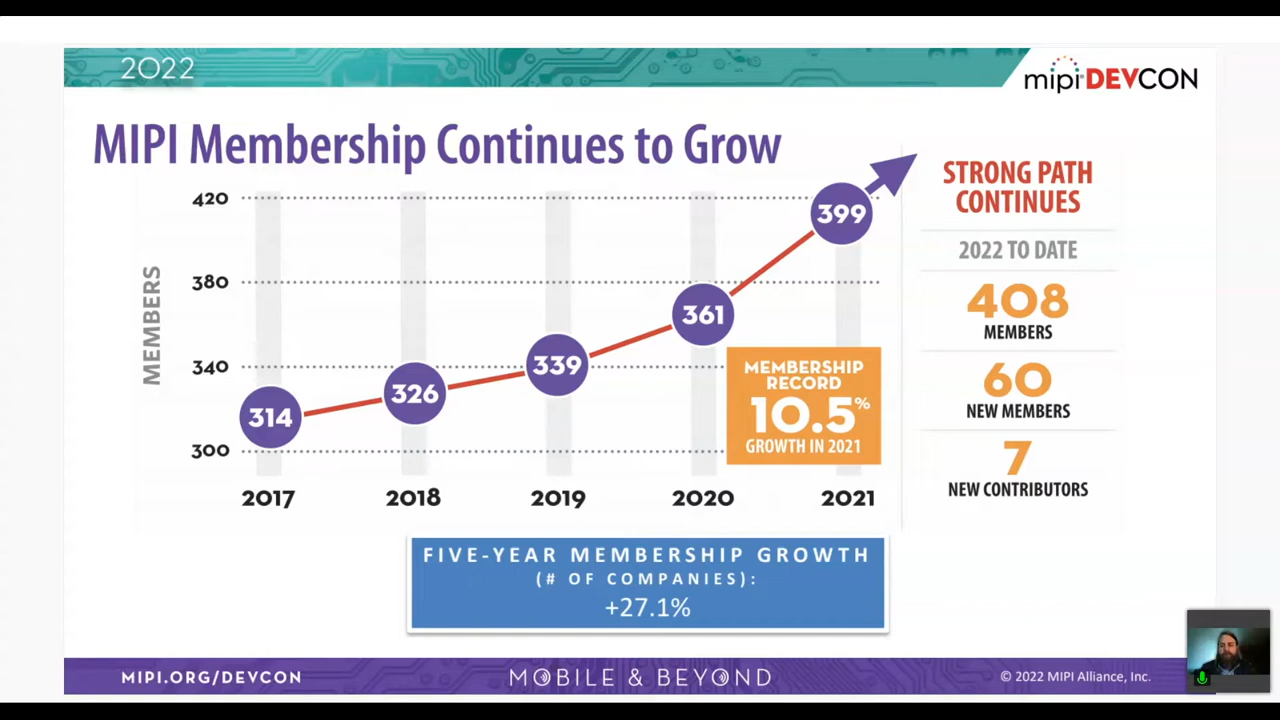 2022
mipi DEVCON
MIPI Membership Continues to Grow
MEMBERS
420
380
340
300
314
326
339
361
399
2017
2018
2019
2020
2021
MEMBERSHIP
RECORD
10.5%
GROWTH IN 2021
STRONG PATH
CONTINUES
2022 TO DATE
408
MEMBERS
60
NEW MEMBERS
7
NEW CONTRIBUTORS
FIVE-YEAR MEMBERSHIP GROWTH
(# OF COMPANIES):
+27.1%
MIPI.ORG/DEVCON
MOBILE & BEYOND
© 2022 MIPI Alliance, Inc.